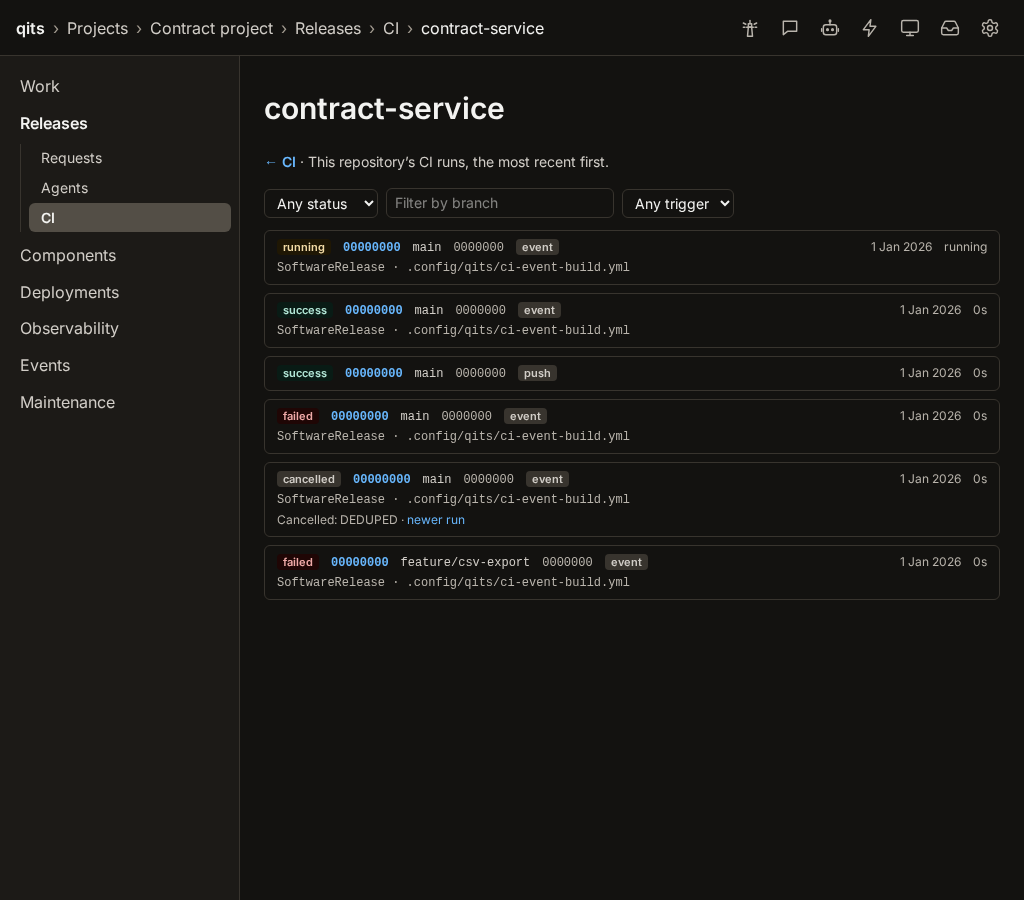 qits › Projects › Contract project › Releases › CI › contract-service
Work
Releases
Requests
Agents
CI
Components
Deployments
Observability
Events
Maintenance
contract-service
← CI · This repository’s CI runs, the most recent first.
Any status Filter by branch Any trigger
running 00000000 main 0000000 event 1 Jan 2026 running
SoftwareRelease · .config/qits/ci-event-build.yml
success 00000000 main 0000000 event 1 Jan 2026 0s
SoftwareRelease · .config/qits/ci-event-build.yml
success 00000000 main 0000000 push 1 Jan 2026 0s
failed 00000000 main 0000000 event 1 Jan 2026 0s
SoftwareRelease · .config/qits/ci-event-build.yml
cancelled 00000000 main 0000000 event 1 Jan 2026 0s
SoftwareRelease · .config/qits/ci-event-build.yml
Cancelled: DEDUPED · newer run
failed 00000000 feature/csv-export 0000000 event 1 Jan 2026 0s
SoftwareRelease · .config/qits/ci-event-build.yml